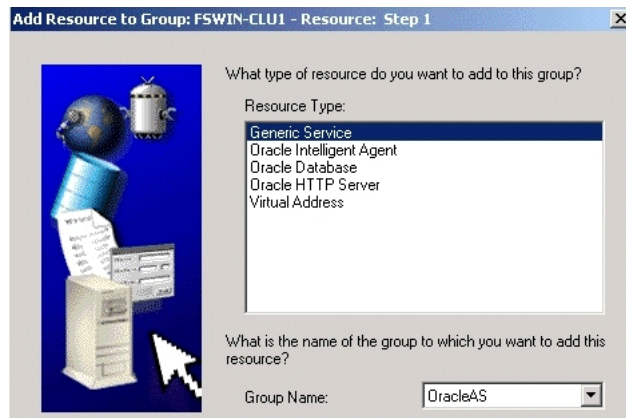 Add Resource to Group: FSWIN-CLU1 - Resource: Step 1
What type of resource do you want to add to this group?
Resource Type:
Generic Service
Oracle Intelligent Agent
Oracle Database
Oracle HTTP Server
Virtual Address
What is the name of the group to which you want to add this
resource?
Group Name:
OracleAS